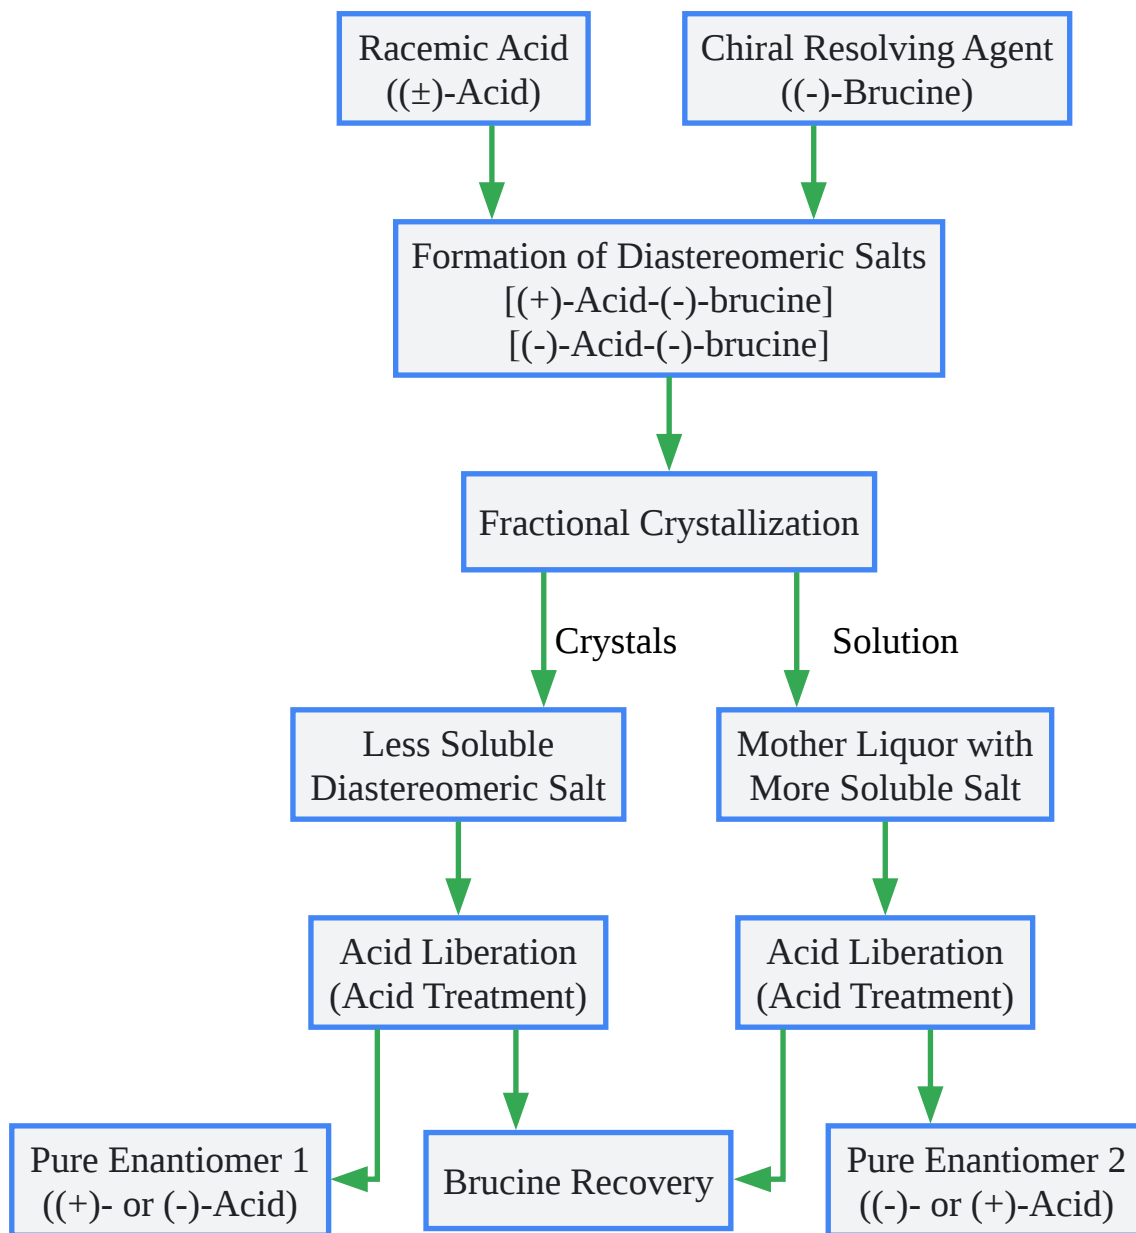 Racemic Acid
((±)-Acid)
Chiral Resolving Agent
((-)-Brucine)
Formation of Diastereomeric Salts
[(+)-Acid-(-)-brucine]
[(-)-Acid-(-)-brucine]
Fractional Crystallization
Crystals
Solution
Less Soluble
Diastereomeric Salt
Mother Liquor with
More Soluble Salt
Acid Liberation
(Acid Treatment)
Acid Liberation
(Acid Treatment)
Pure Enantiomer 1
((+)- or (-)-Acid)
Brucine Recovery
Pure Enantiomer 2
((-)- or (+)-Acid)